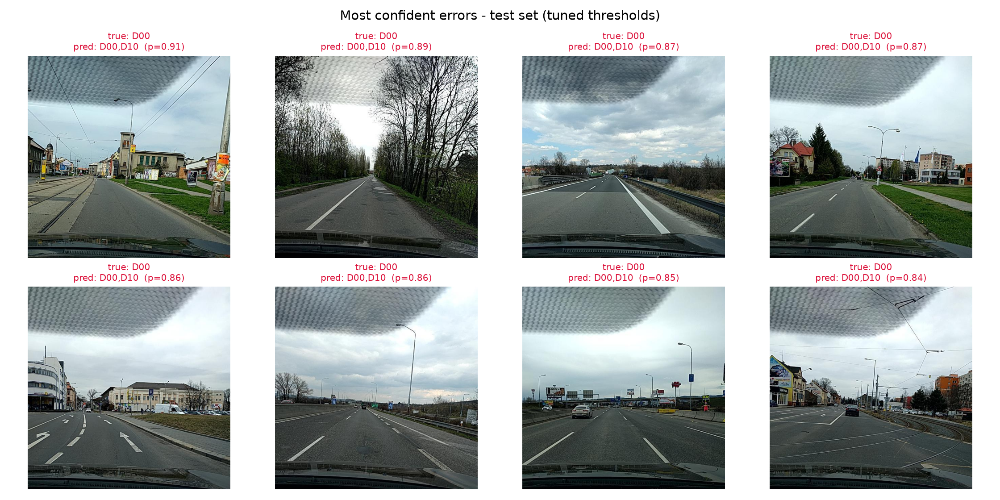 Most confident errors - test set (tuned thresholds)
true: D00
pred: D00,D10 (p=0.91)
true: D00
pred: D00,D10 (p=0.89)
true: D00
pred: D00,D10 (p=0.87)
true: D00
pred: D00,D10 (p=0.87)
true: D00
pred: D00,D10 (p=0.86)
true: D00
pred: D00,D10 (p=0.86)
true: D00
pred: D00,D10 (p=0.85)
true: D00
pred: D00,D10 (p=0.84)